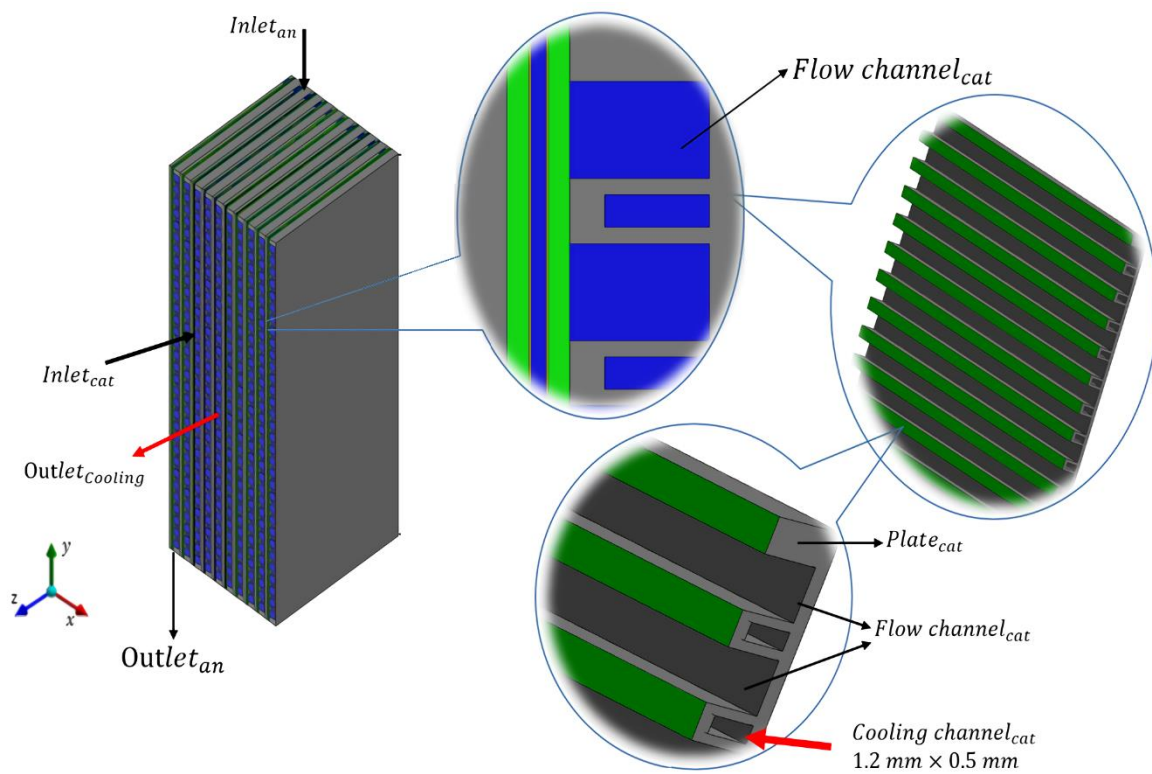 Inlet_an
Flow channel_cat
Inlet_cat
Outlet_Cooling
y
z
x
Outlet_an
Plate_cat
Flow channel_cat
Cooling channel_cat
1.2 mm × 0.5 mm